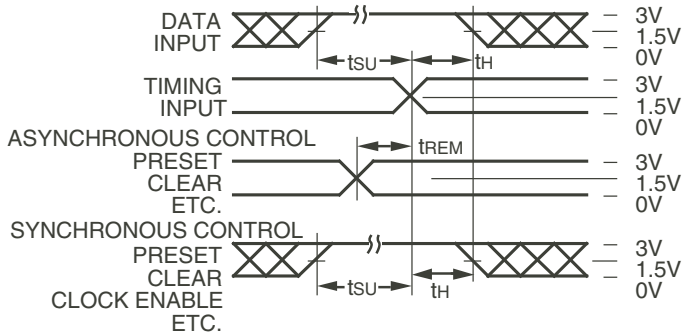 DATA
INPUT
3V
1.5V
0V
tSU
tH
TIMING
INPUT
3V
1.5V
0V
ASYNCHRONOUS CONTROL
PRESET
CLEAR
ETC.
tREM
3V
1.5V
0V
SYNCHRONOUS CONTROL
PRESET
CLEAR
CLOCK ENABLE
ETC.
tSU
tH
3V
1.5V
0V